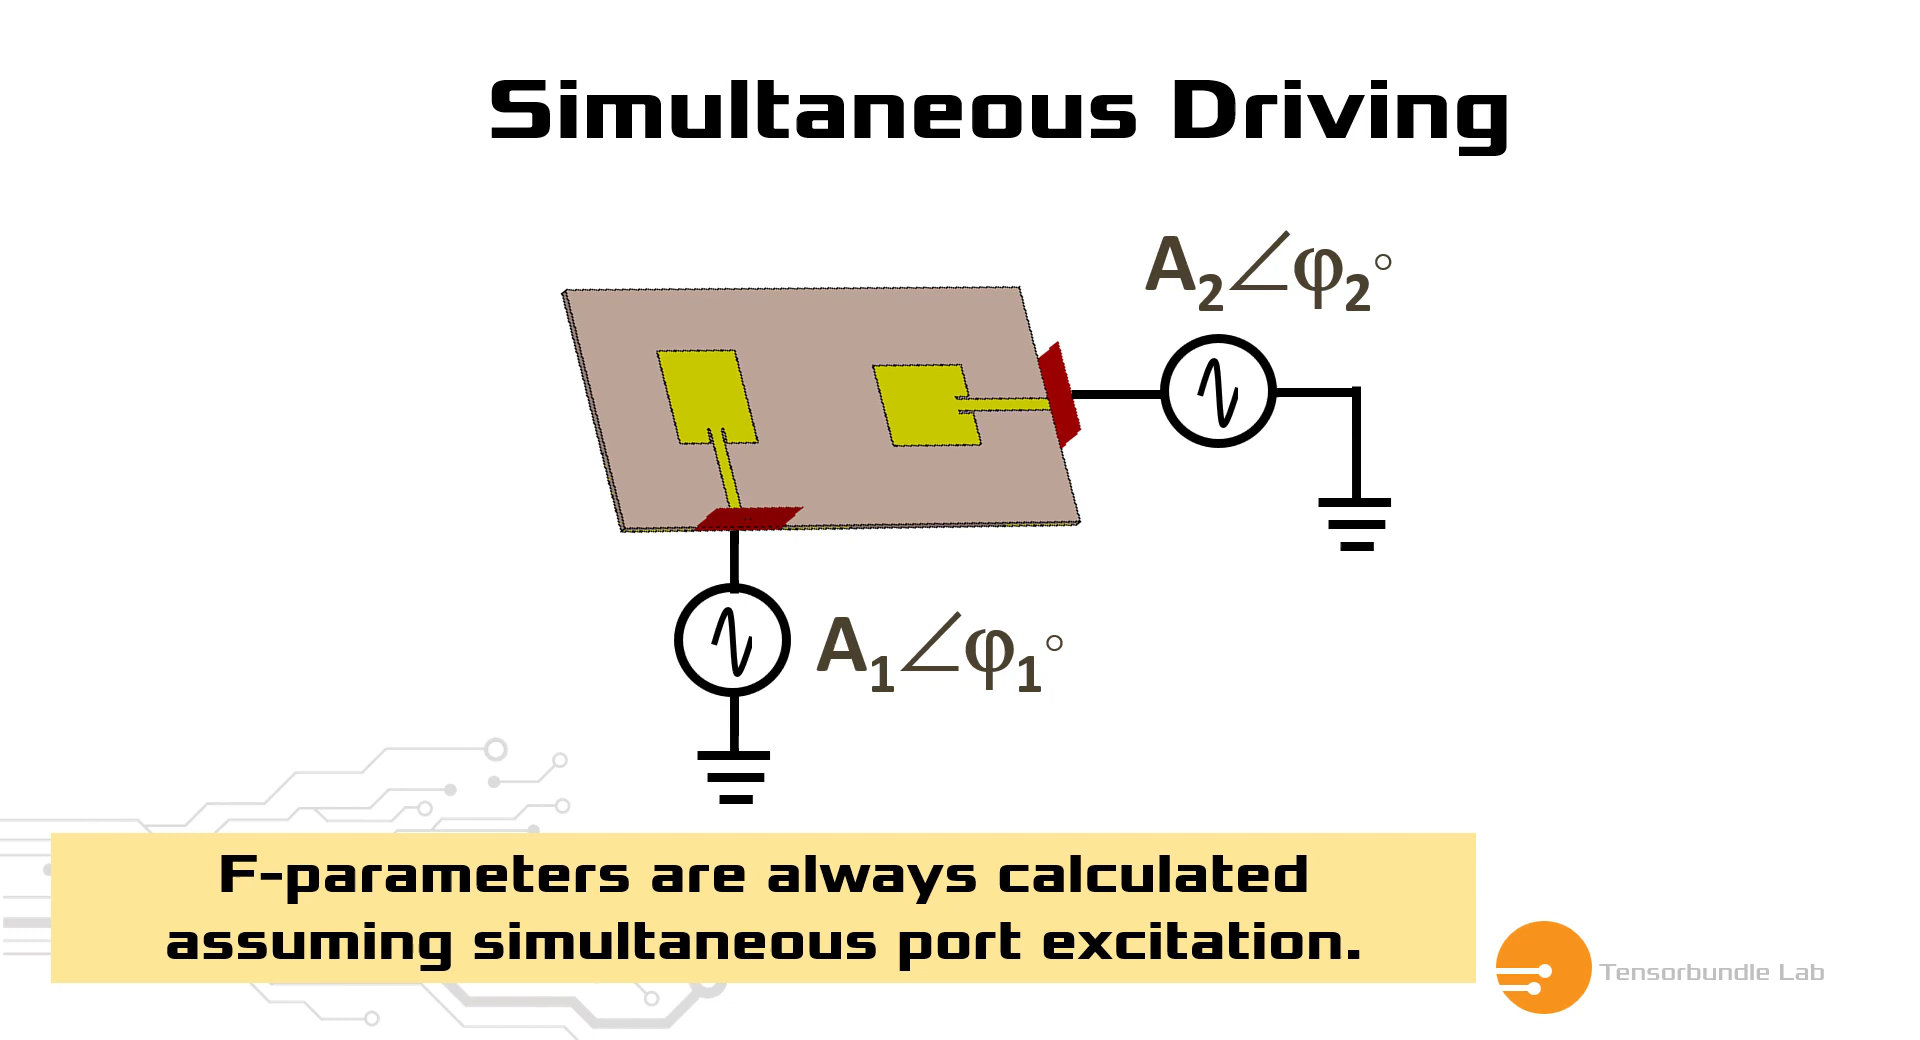 Simultaneous Driving
A₂∠φ₂°
A₁∠φ₁°
F-parameters are always calculated
assuming simultaneous port excitation.
Tensorbundle Lab